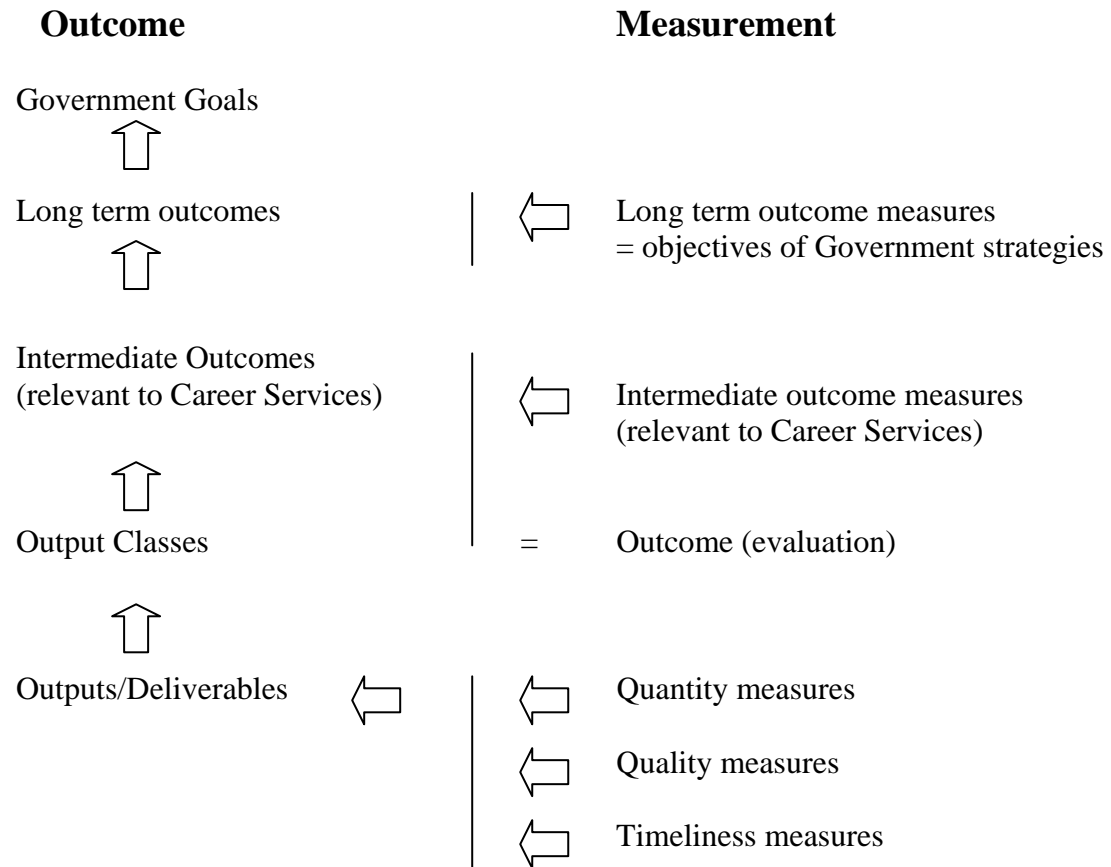 Outcome
Measurement
Government Goals
Long term outcomes
Long term outcome measures
= objectives of Government strategies
Intermediate Outcomes
(relevant to Career Services)
Intermediate outcome measures
(relevant to Career Services)
Output Classes
=
Outcome (evaluation)
Outputs/Deliverables
Quantity measures
Quality measures
Timeliness measures